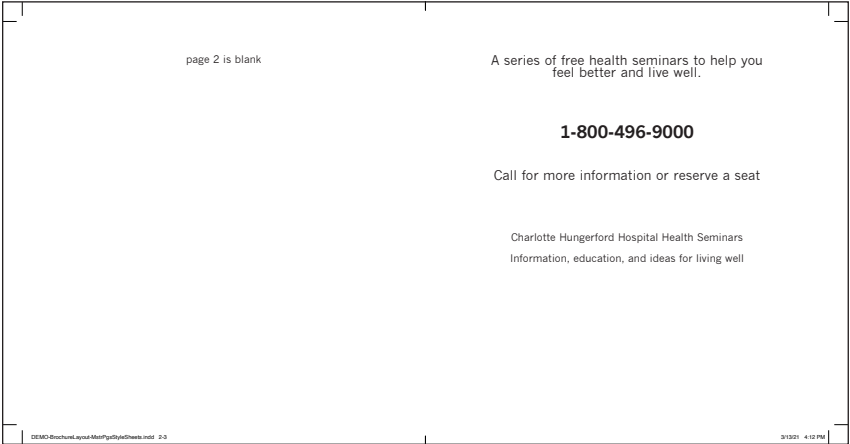 page 2 is blank
A series of free health seminars to help you
feel better and live well.
1-800-496-9000
Call for more information or reserve a seat
Charlotte Hungerford Hospital Health Seminars
Information, education, and ideas for living well
DEMO-BrochureLayout-MstrPgsStyleSheets.indd 2-3
3/13/21 4:12 PM